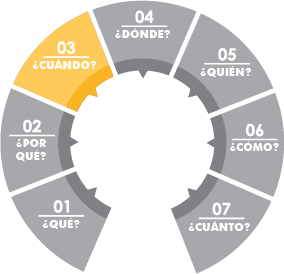 01
¿QUÉ?
02
¿POR
QUÉ?
03
¿CUÁNDO?
04
¿DÓNDE?
05
¿QUIÉN?
06
¿CÓMO?
07
¿CUÁNTO?